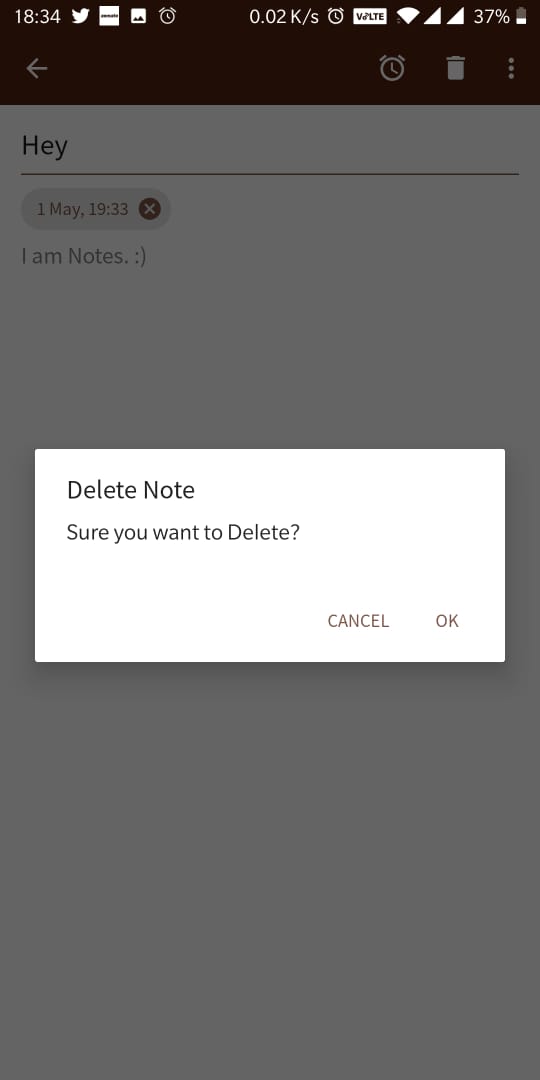 18:34 zomato 0.02 K/s VoLTE 37%
Hey
1 May, 19:33
I am Notes. :)
Delete Note
Sure you want to Delete?
CANCEL OK